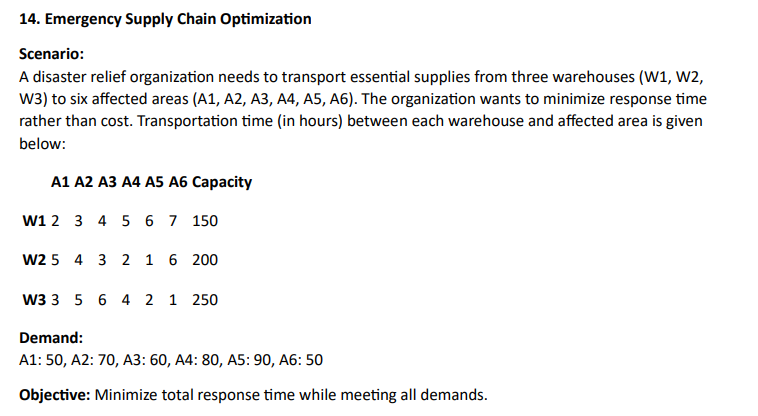 14. Emergency Supply Chain Optimization
Scenario:
A disaster relief organization needs to transport essential supplies from three warehouses (W1, W2,
W3) to six affected areas (A1, A2, A3, A4, A5, A6). The organization wants to minimize response time
rather than cost. Transportation time (in hours) between each warehouse and affected area is given
below:
A1 A2 A3 A4 A5 A6 Capacity
W1 2 3 4 5 6 7 150
W2 5 4 3 2 1 6 200
W3 3 5 6 4 2 1 250
Demand:
A1: 50, A2: 70, A3: 60, A4: 80, A5: 90, A6: 50
Objective: Minimize total response time while meeting all demands.